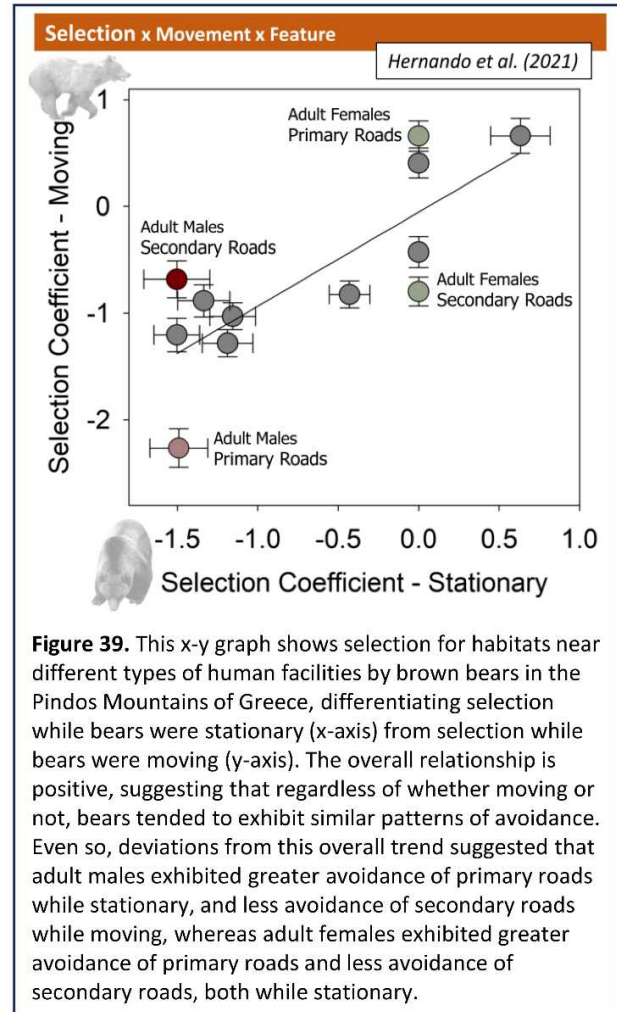 Selection x Movement x Feature
Hernando et al. (2021)
Selection Coefficient - Moving
1
0
-1
-2
Adult Females
Primary Roads
Adult Males
Secondary Roads
Adult Females
Secondary Roads
Adult Males
Primary Roads
-1.5 -1.0 -0.5 0.0 0.5 1.0
Selection Coefficient - Stationary
Figure 39. This x-y graph shows selection for habitats near
different types of human facilities by brown bears in the
Pindos Mountains of Greece, differentiating selection
while bears were stationary (x-axis) from selection while
bears were moving (y-axis). The overall relationship is
positive, suggesting that regardless of whether moving or
not, bears tended to exhibit similar patterns of avoidance.
Even so, deviations from this overall trend suggested that
adult males exhibited greater avoidance of primary roads
while stationary, and less avoidance of secondary roads
while moving, whereas adult females exhibited greater
avoidance of primary roads and less avoidance of
secondary roads, both while stationary.